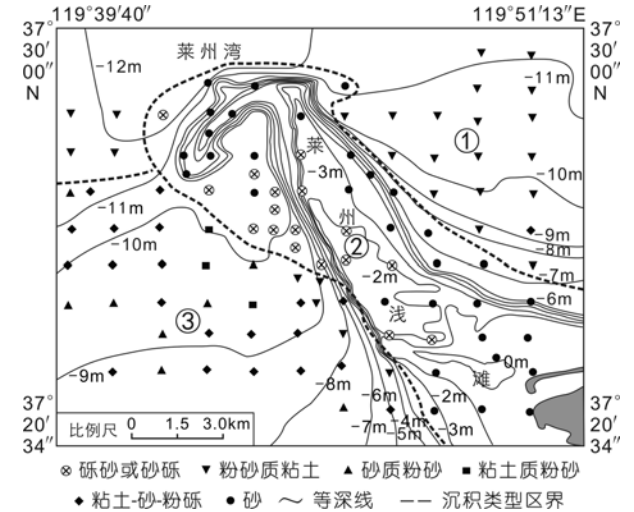 119°39′40″ 119°51′13″E
37°
30′
00″
N
37°
30′
00″
N
莱州湾
-12m
-11m
①
-10m
莱
-3m
州
②
-9m
-8m
-7m
-6m
-11m
-10m
-2m
浅
③
0m
滩
-9m
-8m
-6m
-7m
-5m
-4m
-3m
-2m
37°
20′
34″
37°
20′
34″
比例尺 0 1.5 3.0km
砾砂或砂砾 粉砂质粘土 砂质粉砂 粘土质粉砂
粘土-砂-粉砾 砂 等深线 沉积类型区界